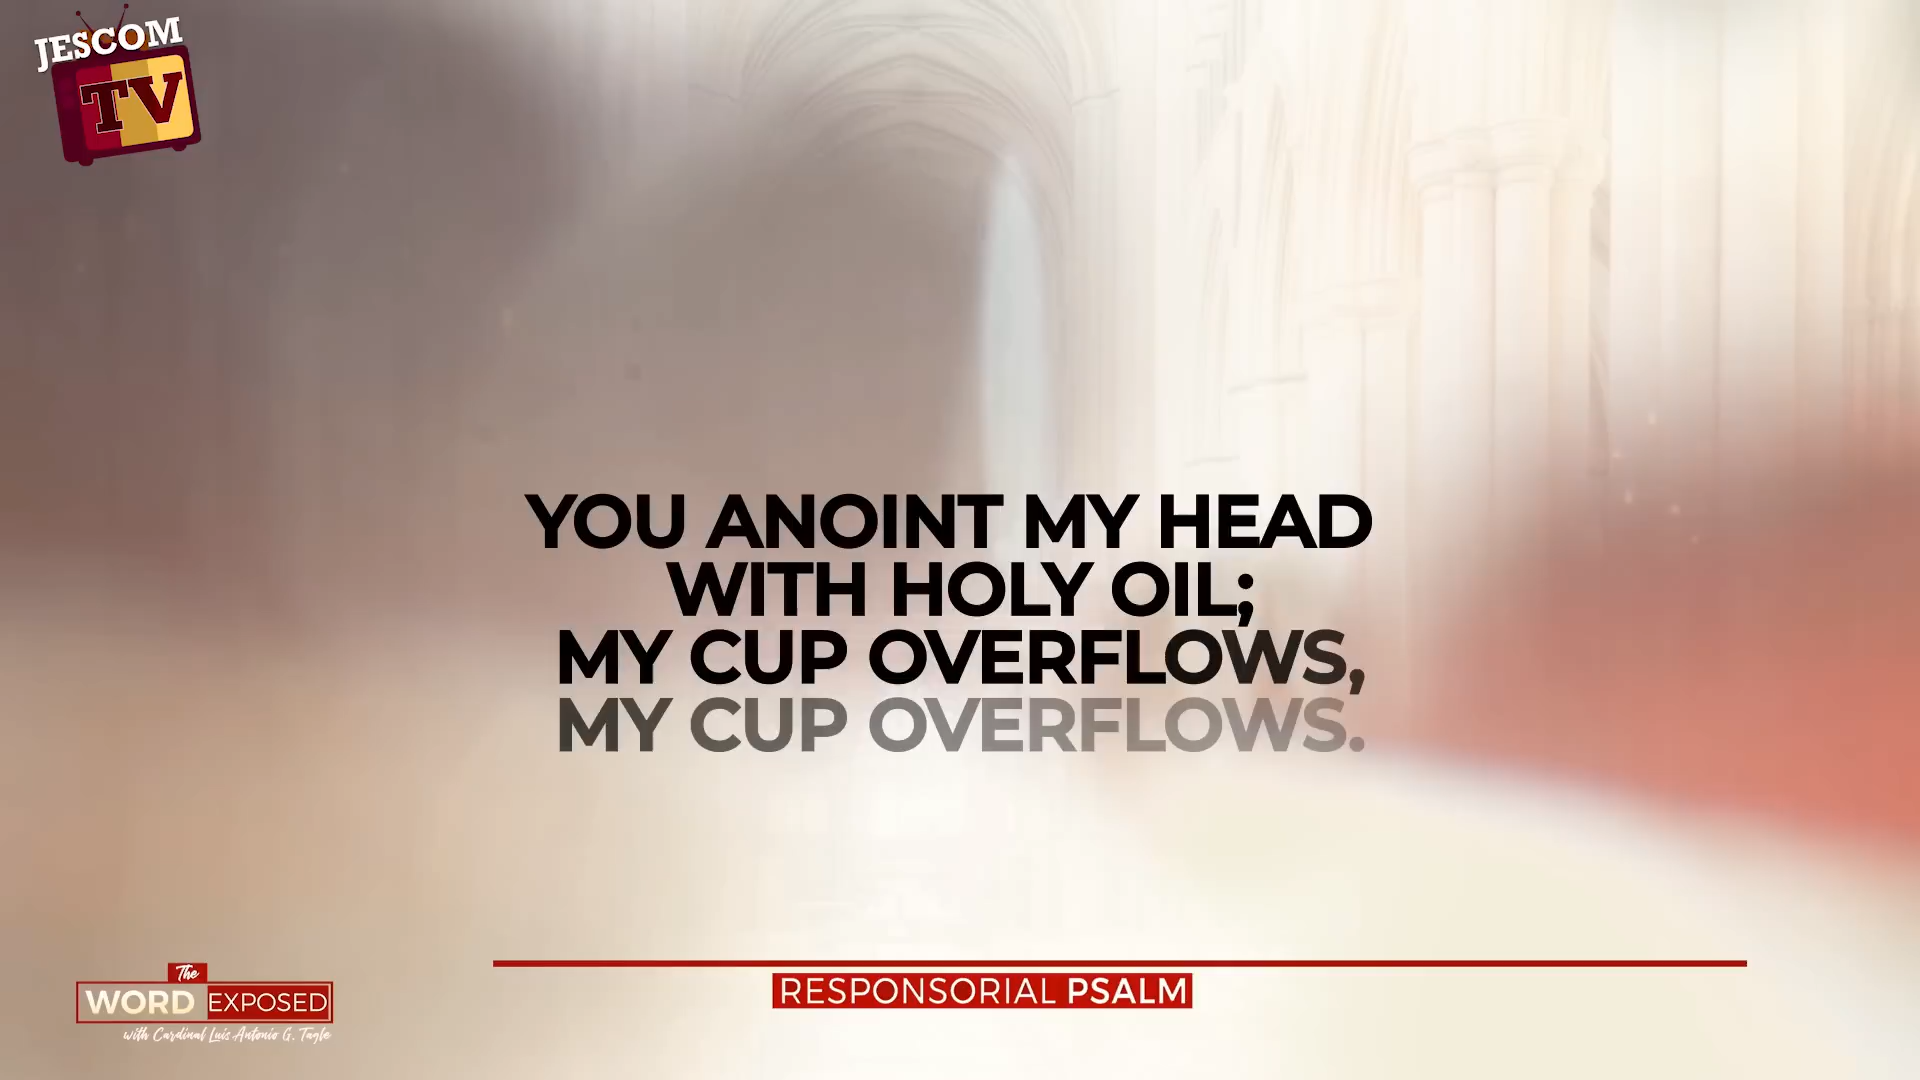 JESCOM
TV
YOU ANOINT MY HEAD
WITH HOLY OIL;
MY CUP OVERFLOWS,
MY CUP OVERFLOWS.
RESPONSORIAL PSALM
The
WORD EXPOSED
with Cardinal Luis Antonio G. Tagle